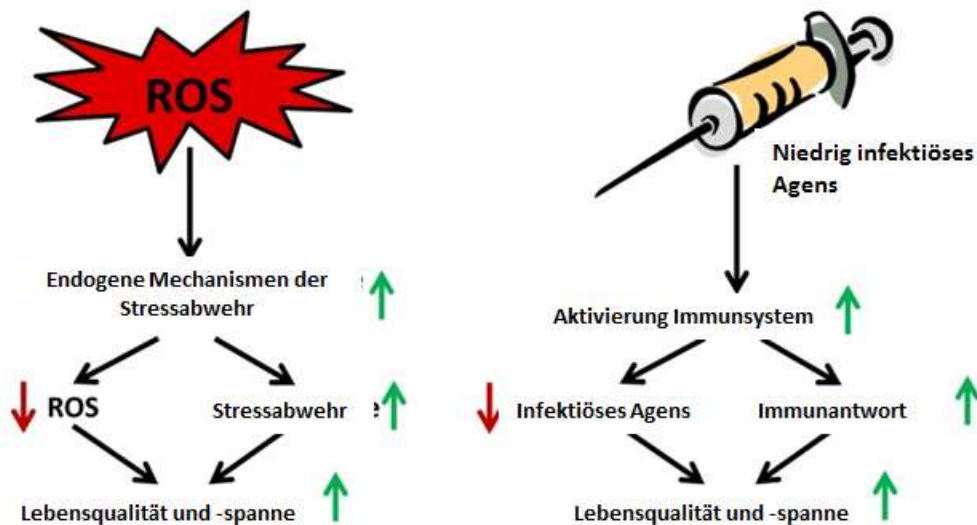 ROS
Endogene Mechanismen der
Stressabwehr
ROS
Stressabwehr
Lebensqualität und -spanne
Niedrig infektiöses
Agens
Aktivierung Immunsystem
Infektiöses Agens
Immunantwort
Lebensqualität und -spanne